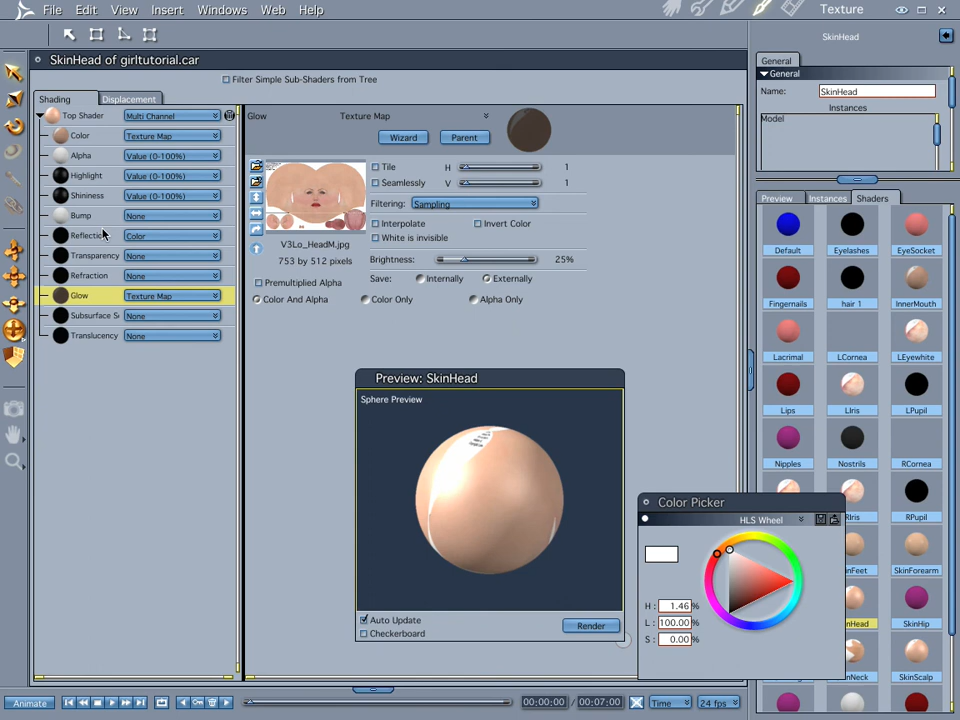 File Edit View Insert Windows Web Help Texture
SkinHead of girltutorial.car
SkinHead
Filter Simple Sub-Shaders from Tree
Shading Displacement
Top Shader Multi Channel
Color Texture Map
Alpha Value (0-100%)
Highlight Value (0-100%)
Shininess Value (0-100%)
Bump None
Reflectic Color
Transparency None
Refraction None
Glow Texture Map
Subsurface S None
Translucency None
Glow Texture Map
Wizard Parent
Tile H 1
Seamlessly V 1
Filtering: Sampling
Interpolate Invert Color
White is invisible
V3Lo_HeadM.jpg
753 by 512 pixels
Brightness: 25%
Save: Internally Externally
Premultiplied Alpha
Color And Alpha Color Only Alpha Only
Preview: SkinHead
Sphere Preview
Auto Update
Checkerboard
Render
Color Picker
HLS Wheel
H: 1.46 %
L: 100.00 %
S: 0.00 %
General
General
Name: SkinHead
Instances
Model
Preview Instances Shaders
Default Eyelashes EyeSocket
Fingernails hair 1 InnerMouth
Lacrimal LCornea LEyewhite
Lips LIris LPupil
Nipples Nostrils RCornea
RIris RPupil
nFeet SkinForearm
nHead SkinHip
nNeck SkinScalp
Animate 00:00:00 / 00:07:00 Time 24 fps